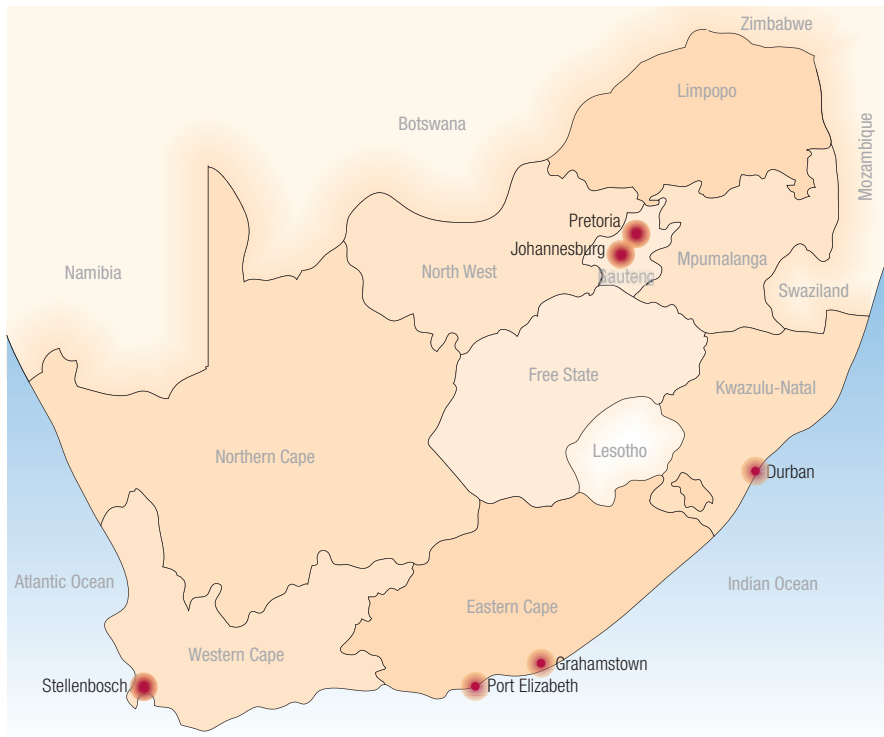 Zimbabwe
Limpopo
Botswana
Mozambique
Pretoria
Johannesburg
Mpumalanga
North West
Namibia
Gauteng
Swaziland
Free State
Kwazulu-Natal
Lesotho
Northern Cape
Durban
Atlantic Ocean
Indian Ocean
Eastern Cape
Western Cape
Grahamstown
Stellenbosch
Port Elizabeth